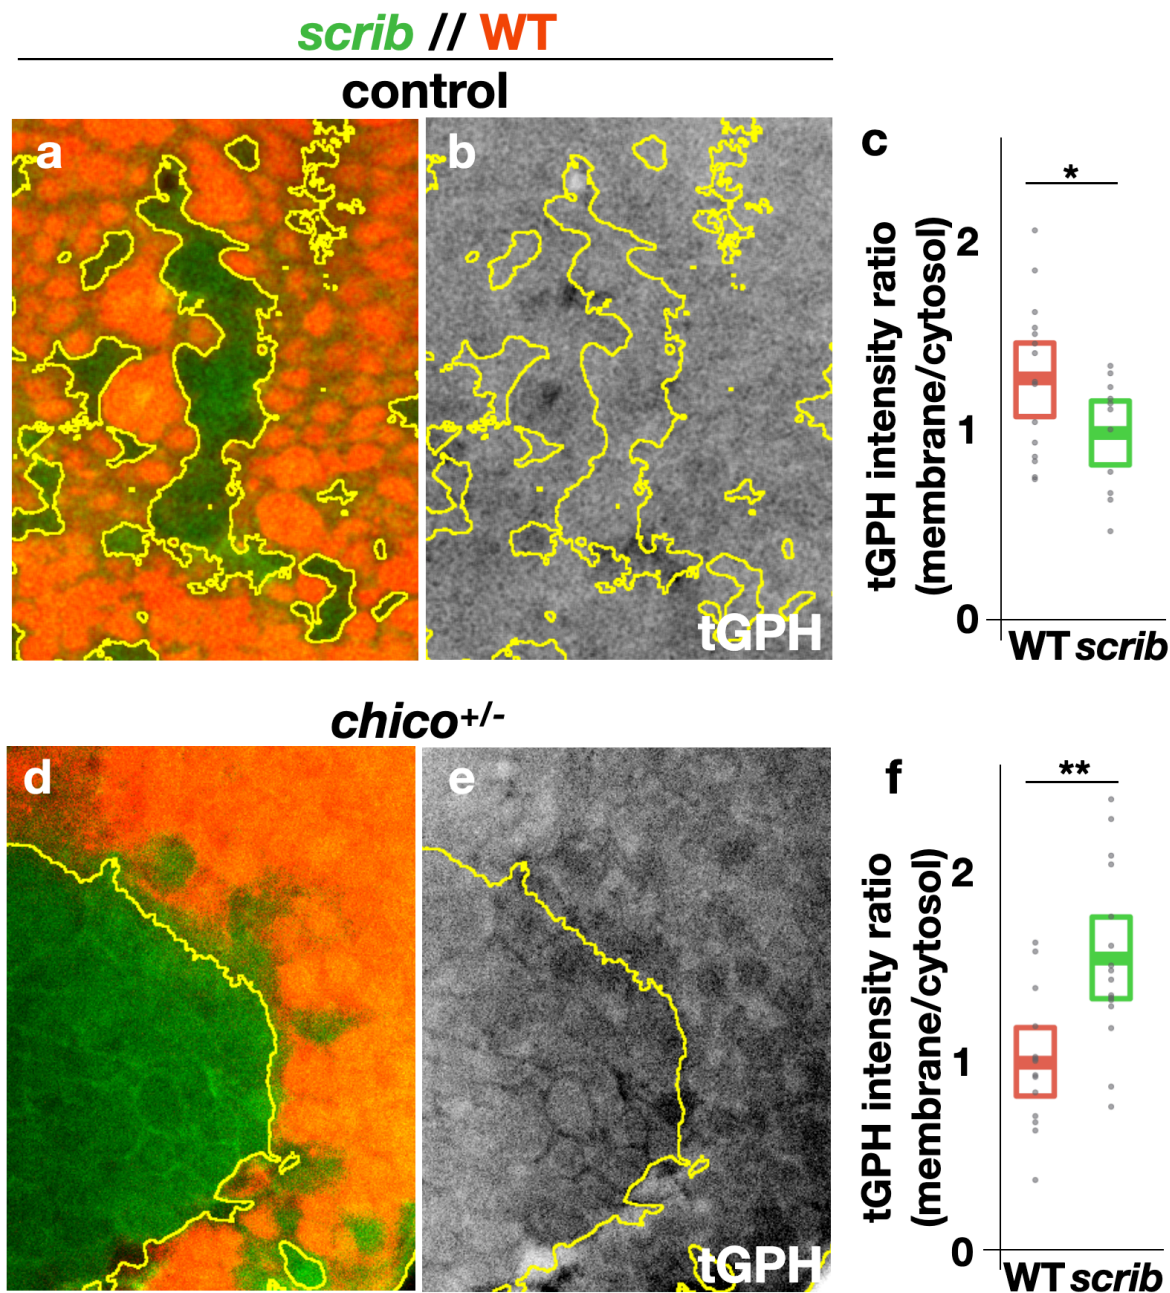 scrib // WT
control
a
b
tGPH
c
*
tGPH intensity ratio
(membrane/cytosol)
2
1
0
WT scrib
chico+/-
d
e
tGPH
f
**
tGPH intensity ratio
(membrane/cytosol)
2
1
0
WT scrib